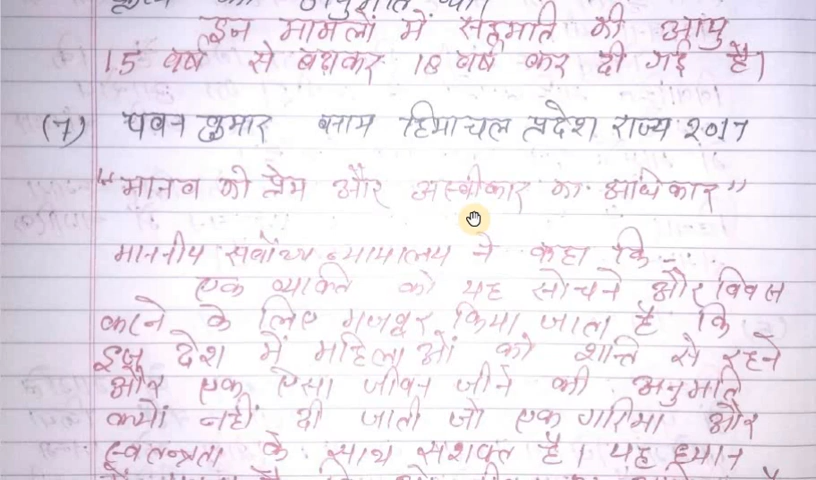 इन मामलों में सहमति की आयु
15 वर्ष से बढ़ाकर 18 वर्ष कर दी गई है।
(7) पवन कुमार बनाम हिमाचल प्रदेश राज्य 2017
"मानव को प्रेम और अस्वीकार का अधिकार"
माननीय सर्वोच्च न्यायालय ने कहा कि -
एक व्यक्ति को यह सोचने और विवस
करने के लिए मजबूर किया जाता है कि
इस देश में महिलाओं को शान्ति से रहने
और एक ऐसा जीवन जीने की अनुमति
क्यों नहीं दी जाती जो एक गरिमा और
स्वतन्त्रता के साथ सशक्त है। यह ध्यान